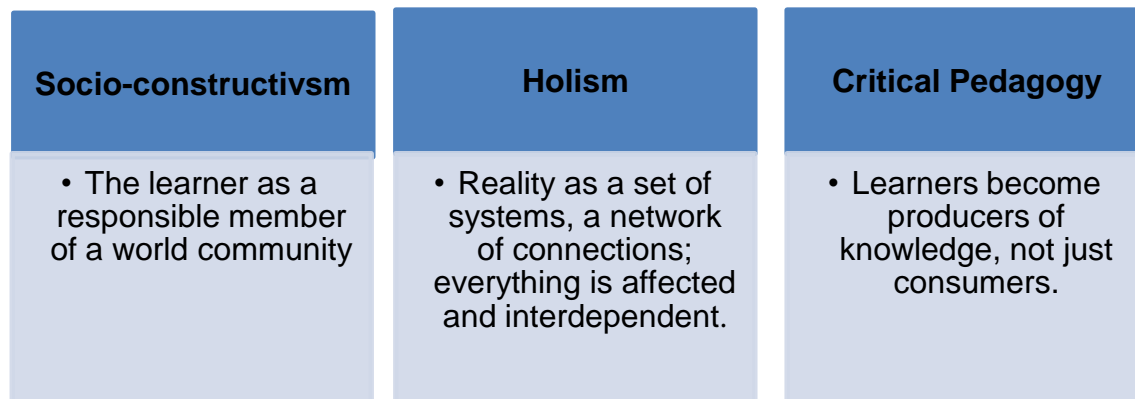 Socio-constructivsm
• The learner as a
responsible member
of a world community
Holism
• Reality as a set of
systems, a network
of connections;
everything is affected
and interdependent.
Critical Pedagogy
• Learners become
producers of
knowledge, not just
consumers.